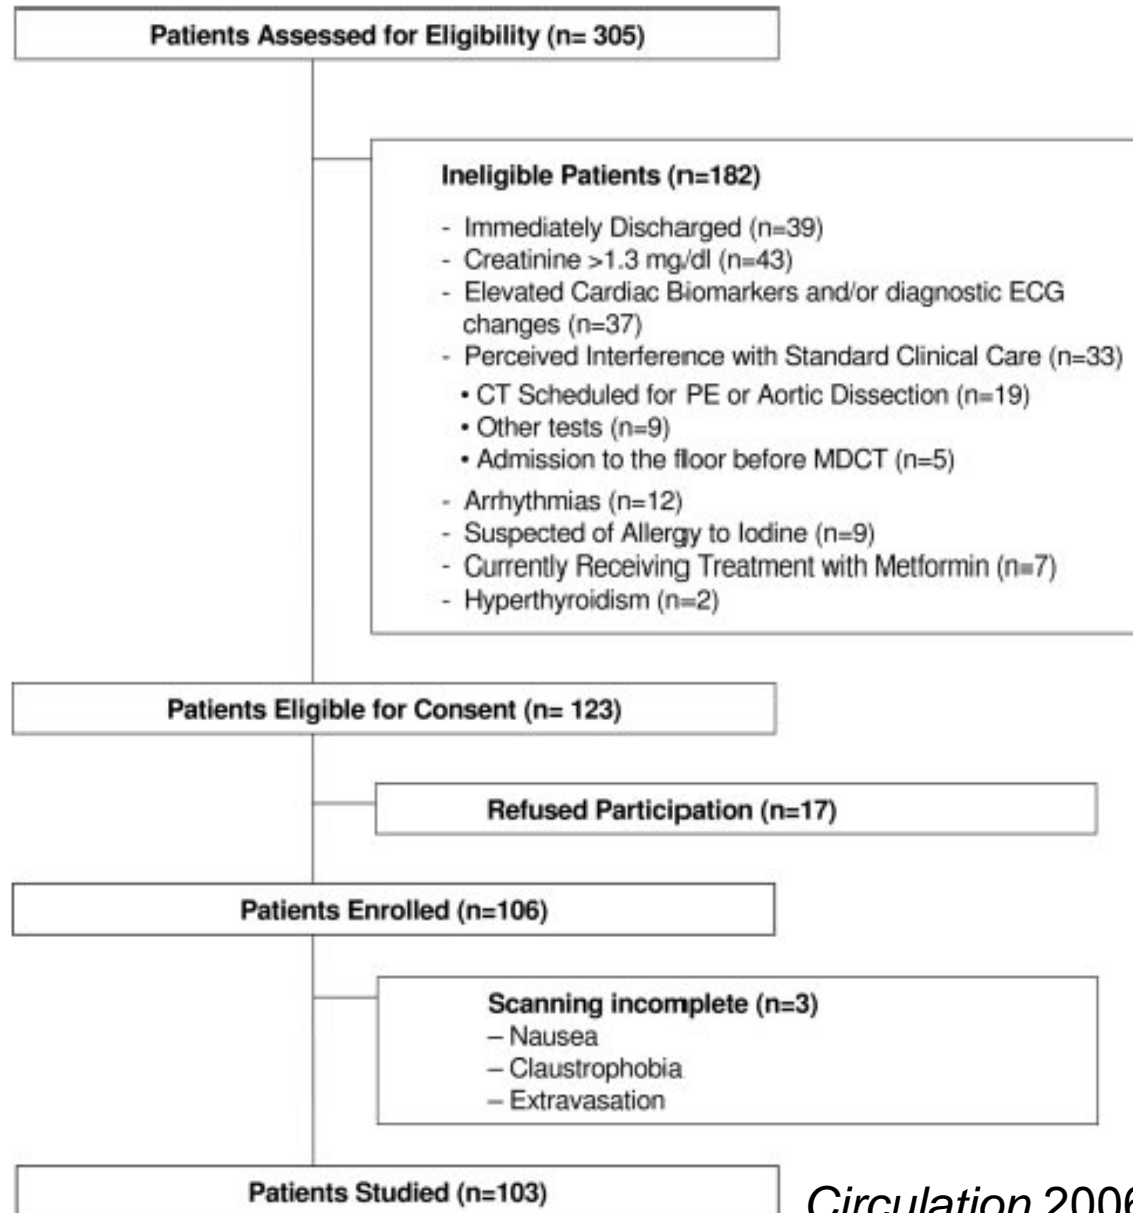 Patients Assessed for Eligibility (n= 305)
Ineligible Patients (n=182)
- Immediately Discharged (n=39)
- Creatinine >1.3 mg/dl (n=43)
- Elevated Cardiac Biomarkers and/or diagnostic ECG
changes (n=37)
- Perceived Interference with Standard Clinical Care (n=33)
• CT Scheduled for PE or Aortic Dissection (n=19)
• Other tests (n=9)
• Admission to the floor before MDCT (n=5)
- Arrhythmias (n=12)
- Suspected of Allergy to Iodine (n=9)
- Currently Receiving Treatment with Metformin (n=7)
- Hyperthyroidism (n=2)
Patients Eligible for Consent (n= 123)
Refused Participation (n=17)
Patients Enrolled (n=106)
Scanning incomplete (n=3)
– Nausea
– Claustrophobia
– Extravasation
Patients Studied (n=103)
Circulation 2006